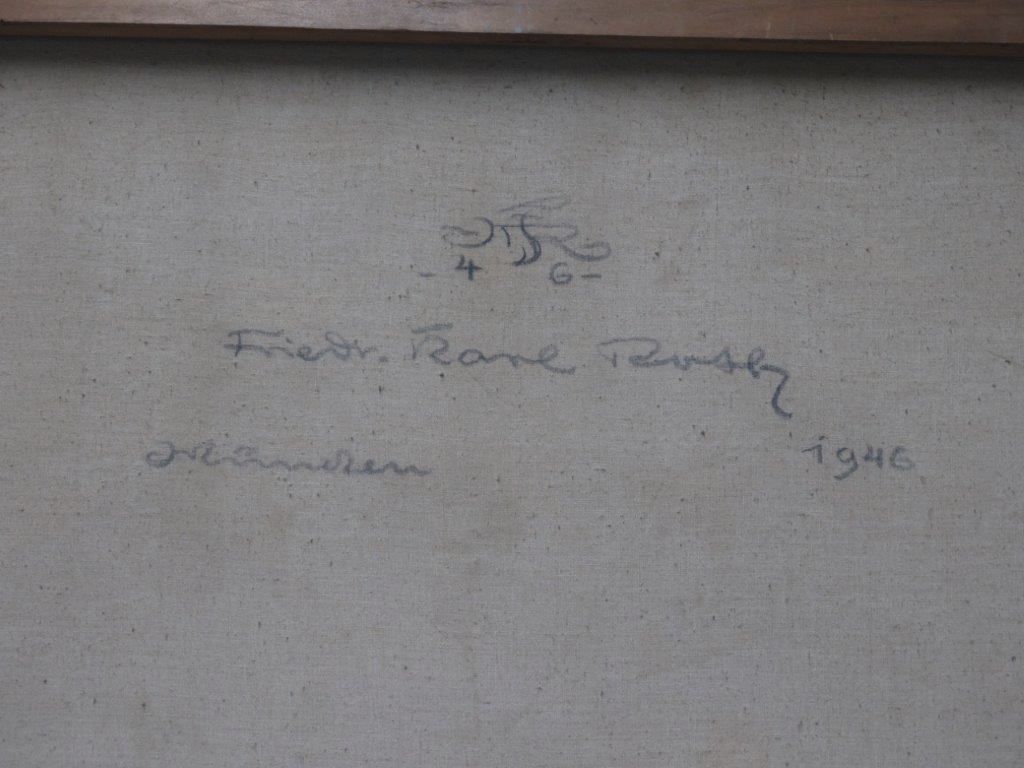 - 4 6 -
Friedr. Karl
München 1946